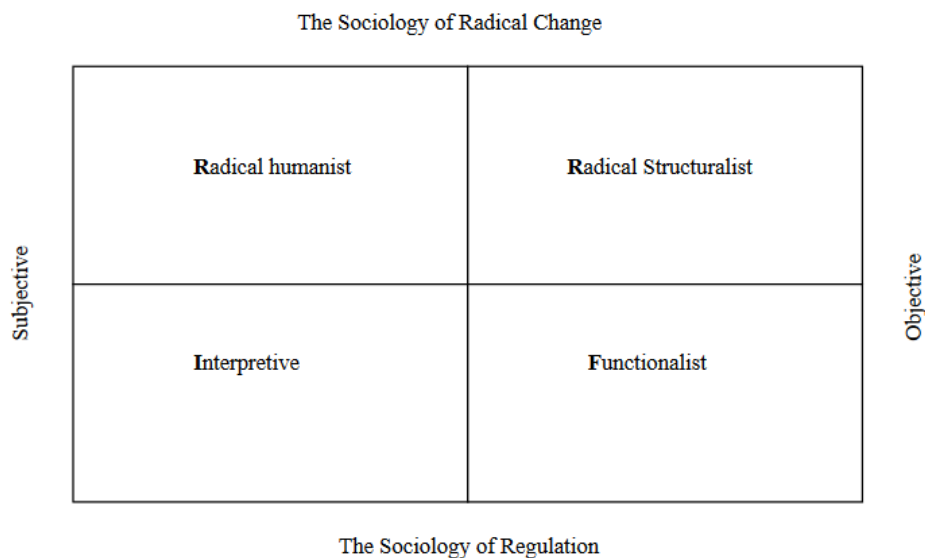 The Sociology of Radical Change
Radical humanist
Radical Structuralist
Subjective
Objective
Interpretive
Functionalist
The Sociology of Regulation